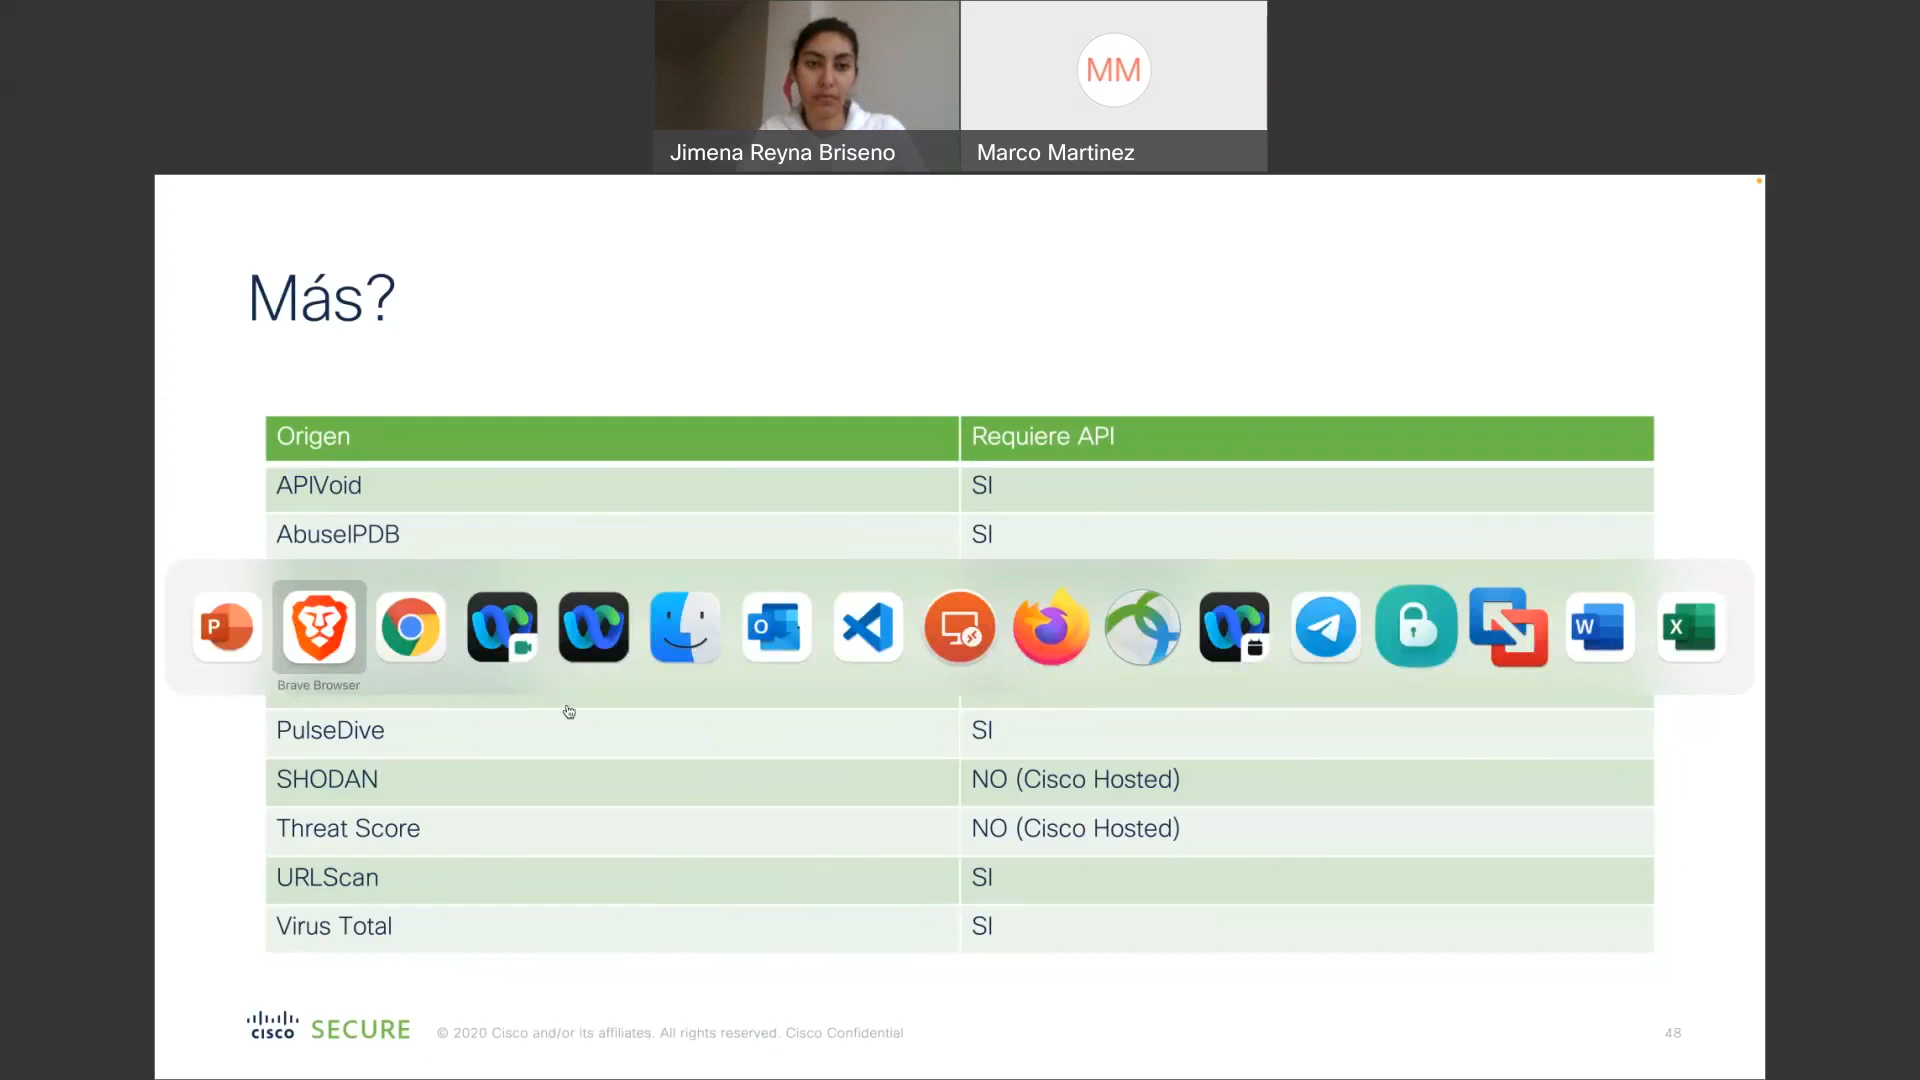 MM
Jimena Reyna Briseno
Marco Martinez
Más?
Origen
Requiere API
APIVoid
SI
AbuseIPDB
SI
P
O
W
X
Brave Browser
PulseDive
SI
SHODAN
NO (Cisco Hosted)
Threat Score
NO (Cisco Hosted)
URLScan
SI
Virus Total
SI
CISCO SECURE
© 2020 Cisco and/or its affiliates. All rights reserved. Cisco Confidential
48